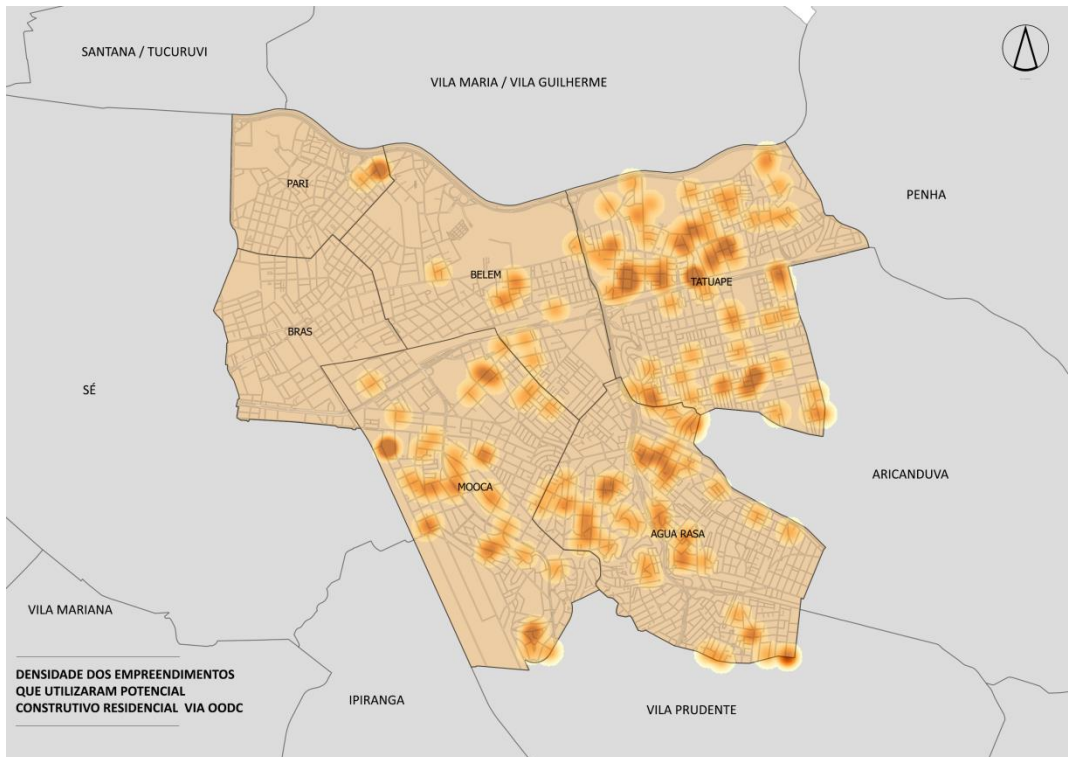 SANTANA / TUCURUVI
VILA MARIA / VILA GUILHERME
PENHA
PARI
BELEM
TATUAPE
BRAS
SÉ
ARICANDUVA
MOOCA
AGUA RASA
VILA MARIANA
IPIRANGA
VILA PRUDENTE
DENSIDADE DOS EMPREENDIMENTOS
QUE UTILIZARAM POTENCIAL
CONSTRUTIVO RESIDENCIAL VIA OODC